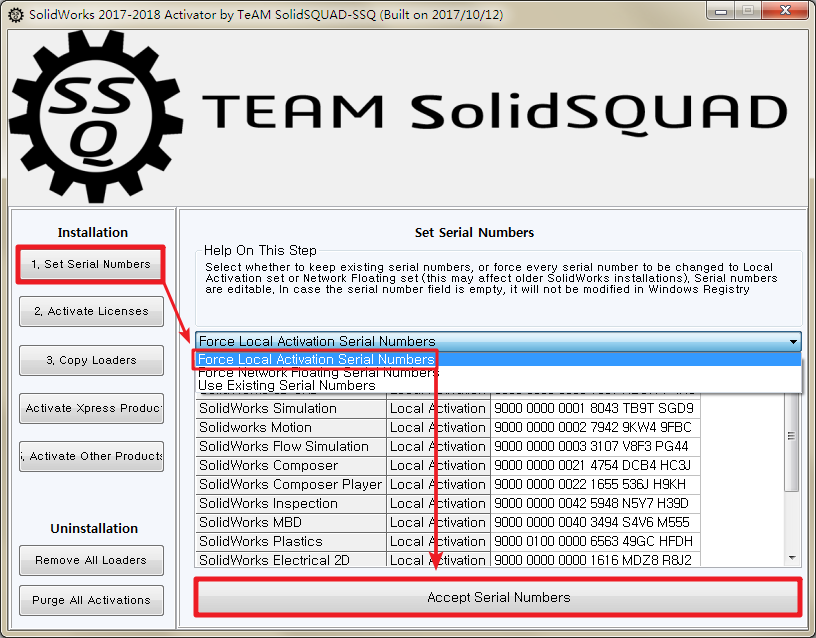 SolidWorks 2017-2018 Activator by TeAM SolidSQUAD-SSQ (Built on 2017/10/12)
SSQ
TEAM SolidSQUAD
Installation
1. Set Serial Numbers
2. Activate Licenses
3. Copy Loaders
Activate Xpress Produc
5. Activate Other Products
Uninstallation
Remove All Loaders
Purge All Activations
Set Serial Numbers
Help On This Step
Select whether to keep existing serial numbers, or force every serial number to be changed to Local
Activation set or Network Floating set (this may affect older SolidWorks installations), Serial numbers
are editable, In case the serial number field is empty, it will not be modified in Windows Registry
Force Local Activation Serial Numbers
Force Local Activation Serial Numbers
Force Network Floating Serial Numbers
Use Existing Serial Numbers
SolidWorks Simulation Local Activation 9000 0000 0001 8043 TB9T SGD9
Solidworks Motion Local Activation 9000 0000 0002 7942 9KW4 9FBC
SolidWorks Flow Simulation Local Activation 9000 0000 0003 3107 V8F3 PG44
SolidWorks Composer Local Activation 9000 0000 0021 4754 DCB4 HC3J
SolidWorks Composer Player Local Activation 9000 0000 0022 1655 536J H9KH
SolidWorks Inspection Local Activation 9000 0000 0042 5948 N5Y7 H39D
SolidWorks MBD Local Activation 9000 0000 0040 3494 S4V6 M555
SolidWorks Plastics Local Activation 9000 0100 0000 6563 49GC HFDH
SolidWorks Electrical 2D Local Activation 9000 0000 0000 1616 MDZ8 R8J2
Accept Serial Numbers